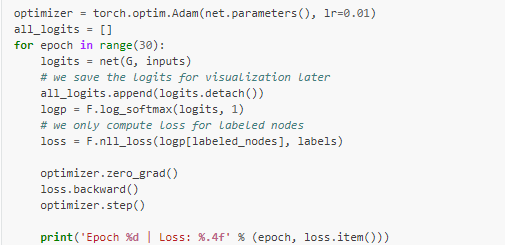 optimizer = torch.optim.Adam(net.parameters(), lr=0.01)
all_logits = []
for epoch in range(30):
    logits = net(G, inputs)
    # we save the logits for visualization later
    all_logits.append(logits.detach())
    logp = F.log_softmax(logits, 1)
    # we only compute loss for labeled nodes
    loss = F.nll_loss(logp[labeled_nodes], labels)

    optimizer.zero_grad()
    loss.backward()
    optimizer.step()

    print('Epoch %d | Loss: %.4f' % (epoch, loss.item()))